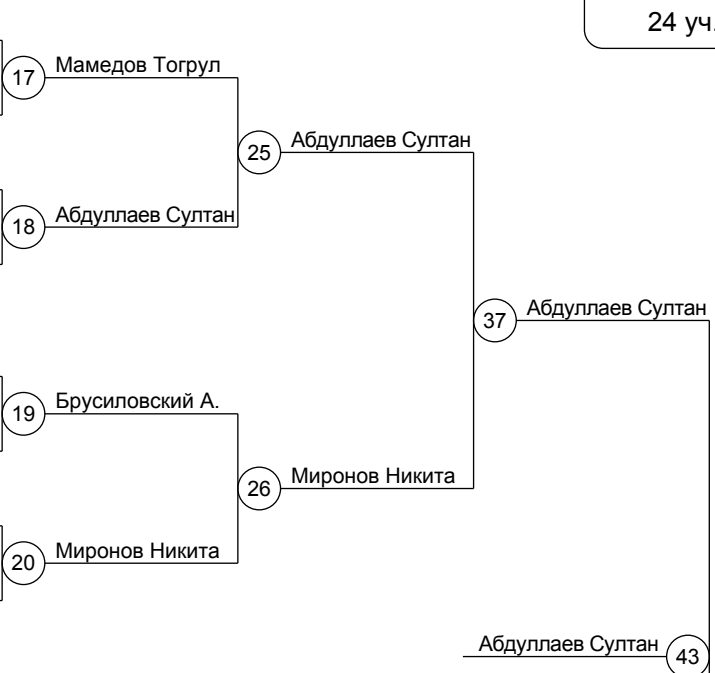 24 уч.
17 Мамедов Тогрул
25 Абдуллаев Султан
18 Абдуллаев Султан
37 Абдуллаев Султан
19 Брусиловский А.
26 Миронов Никита
20 Миронов Никита
Абдуллаев Султан 43